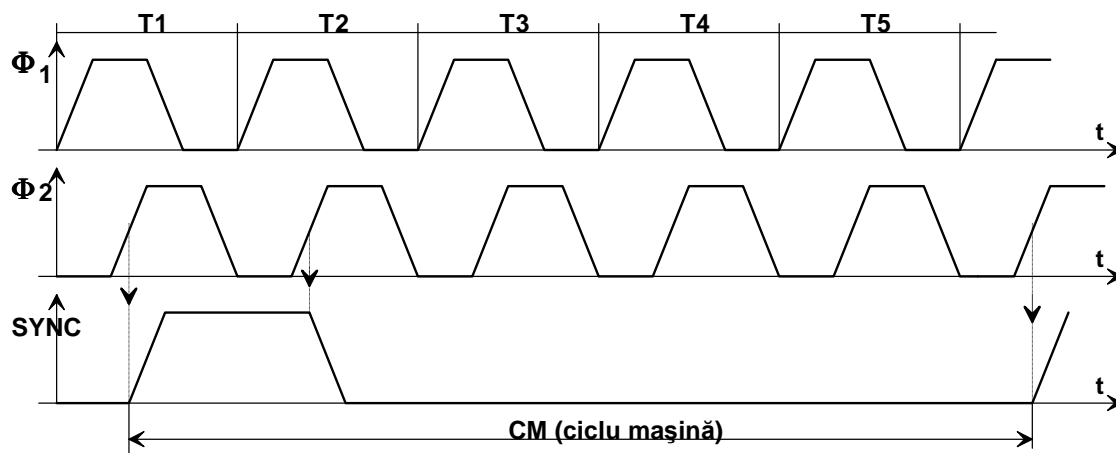 T1 T2 T3 T4 T5
Φ1
t
Φ2
t
SYNC
t
CM (ciclu maşină)